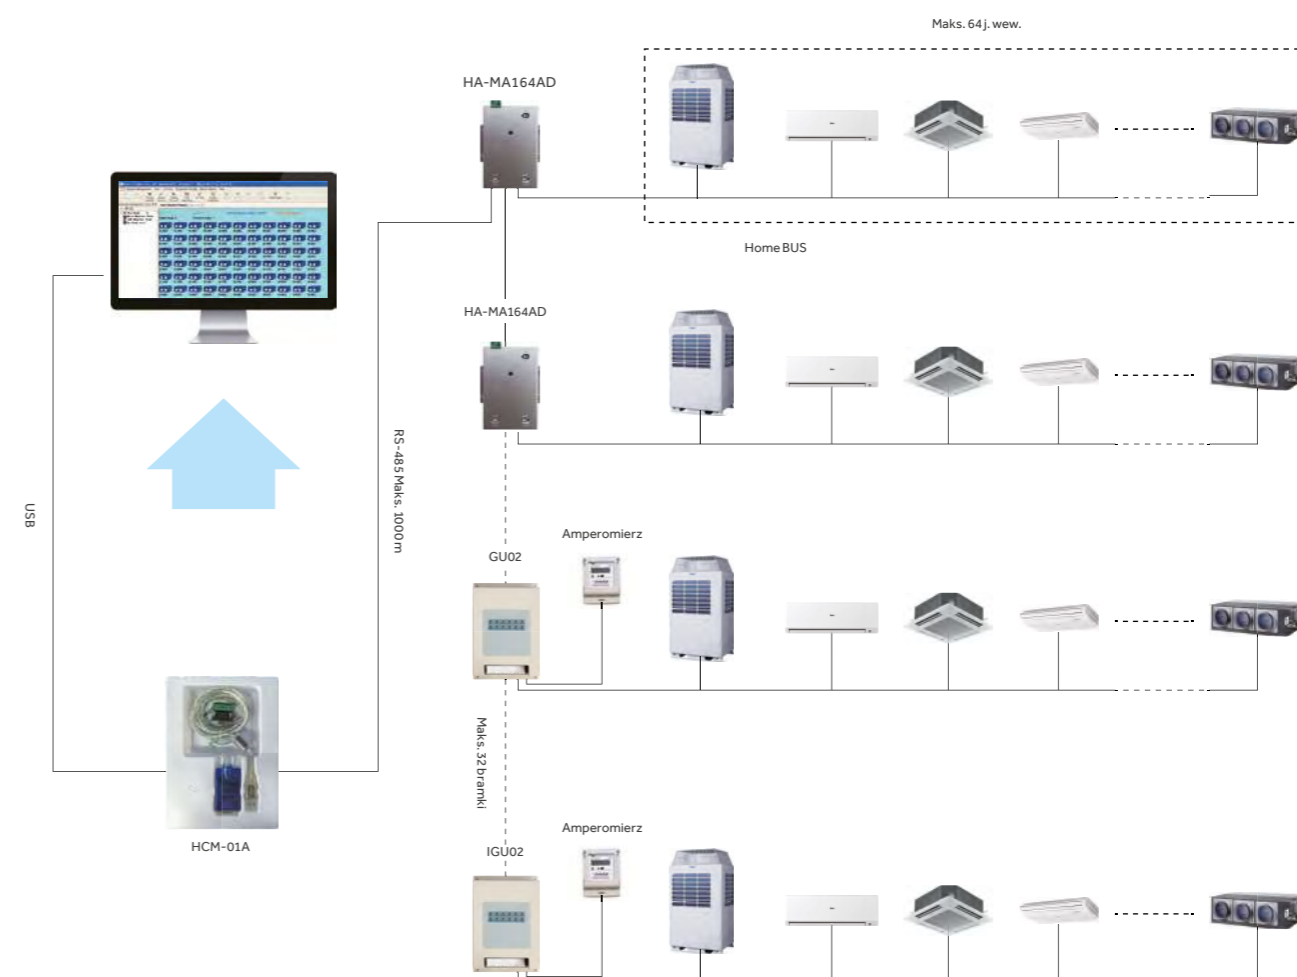 Maks. 64 j. wew.
HA-MA164AD
Home BUS
HA-MA164AD
RS-485 Maks. 1000 m
USB
Amperomierz
GU02
Maks. 32 bramki
Amperomierz
IGU02
HCM-01A